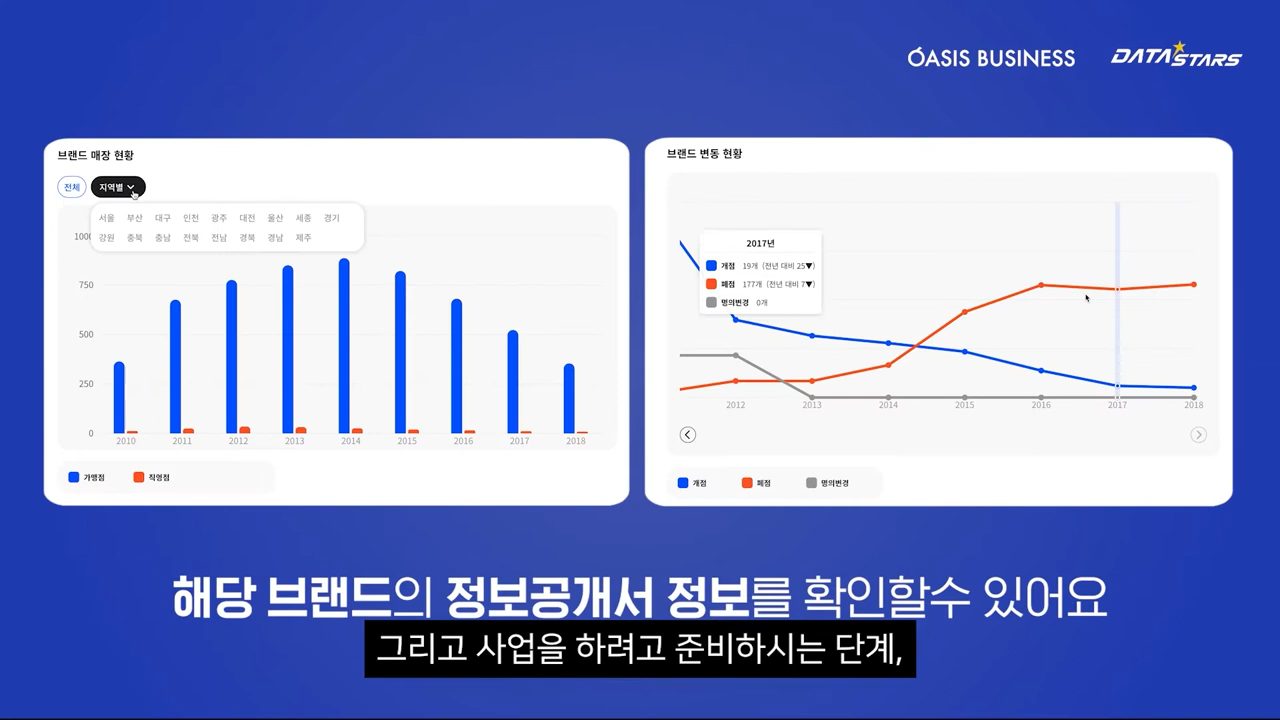 ÓASIS BUSINESS
DATA STARS
브랜드 매장 현황
전체
지역별
서울 부산 대구 인천 광주 대전 울산 세종 경기
강원 충북 충남 전북 전남 경북 경남 제주
1000
750
500
250
0
2010 2011 2012 2013 2014 2015 2016 2017 2018
가맹점 직영점
브랜드 변동 현황
2017년
개점 19개 (전년 대비 25▼)
폐점 177개 (전년 대비 7▼)
명의변경 0개
2012 2013 2014 2015 2016 2017 2018
개점 폐점 명의변경
해당 브랜드의 정보공개서 정보를 확인할수 있어요
그리고 사업을 하려고 준비하시는 단계,